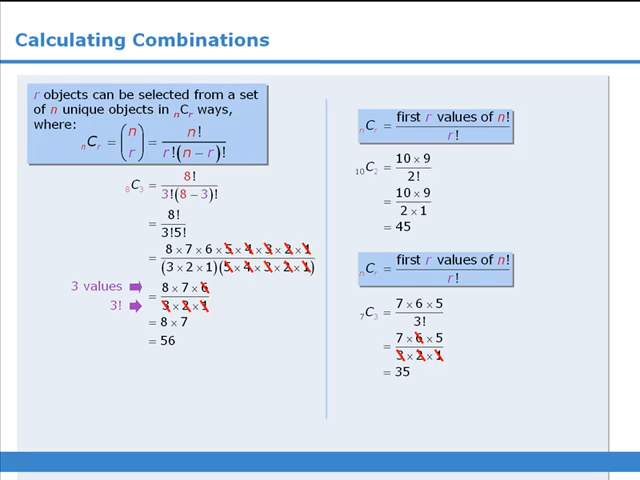 Calculating Combinations
r objects can be selected from a set
of n unique objects in nCr ways,
where:
nCr = (n r) = n! / r!(n − r)!
8C3 = 8! / 3!(8 − 3)!
= 8! / 3!5!
= 8 × 7 × 6 × 5 × 4 × 3 × 2 × 1 / (3 × 2 × 1)(5 × 4 × 3 × 2 × 1)
3 values ➡ = 8 × 7 × 6
3! ➡ 3 × 2 × 1
= 8 × 7
= 56
nCr = first r values of n! / r!
10C2 = 10 × 9 / 2!
= 10 × 9 / 2 × 1
= 45
nCr = first r values of n! / r!
7C3 = 7 × 6 × 5 / 3!
= 7 × 6 × 5 / 3 × 2 × 1
= 35